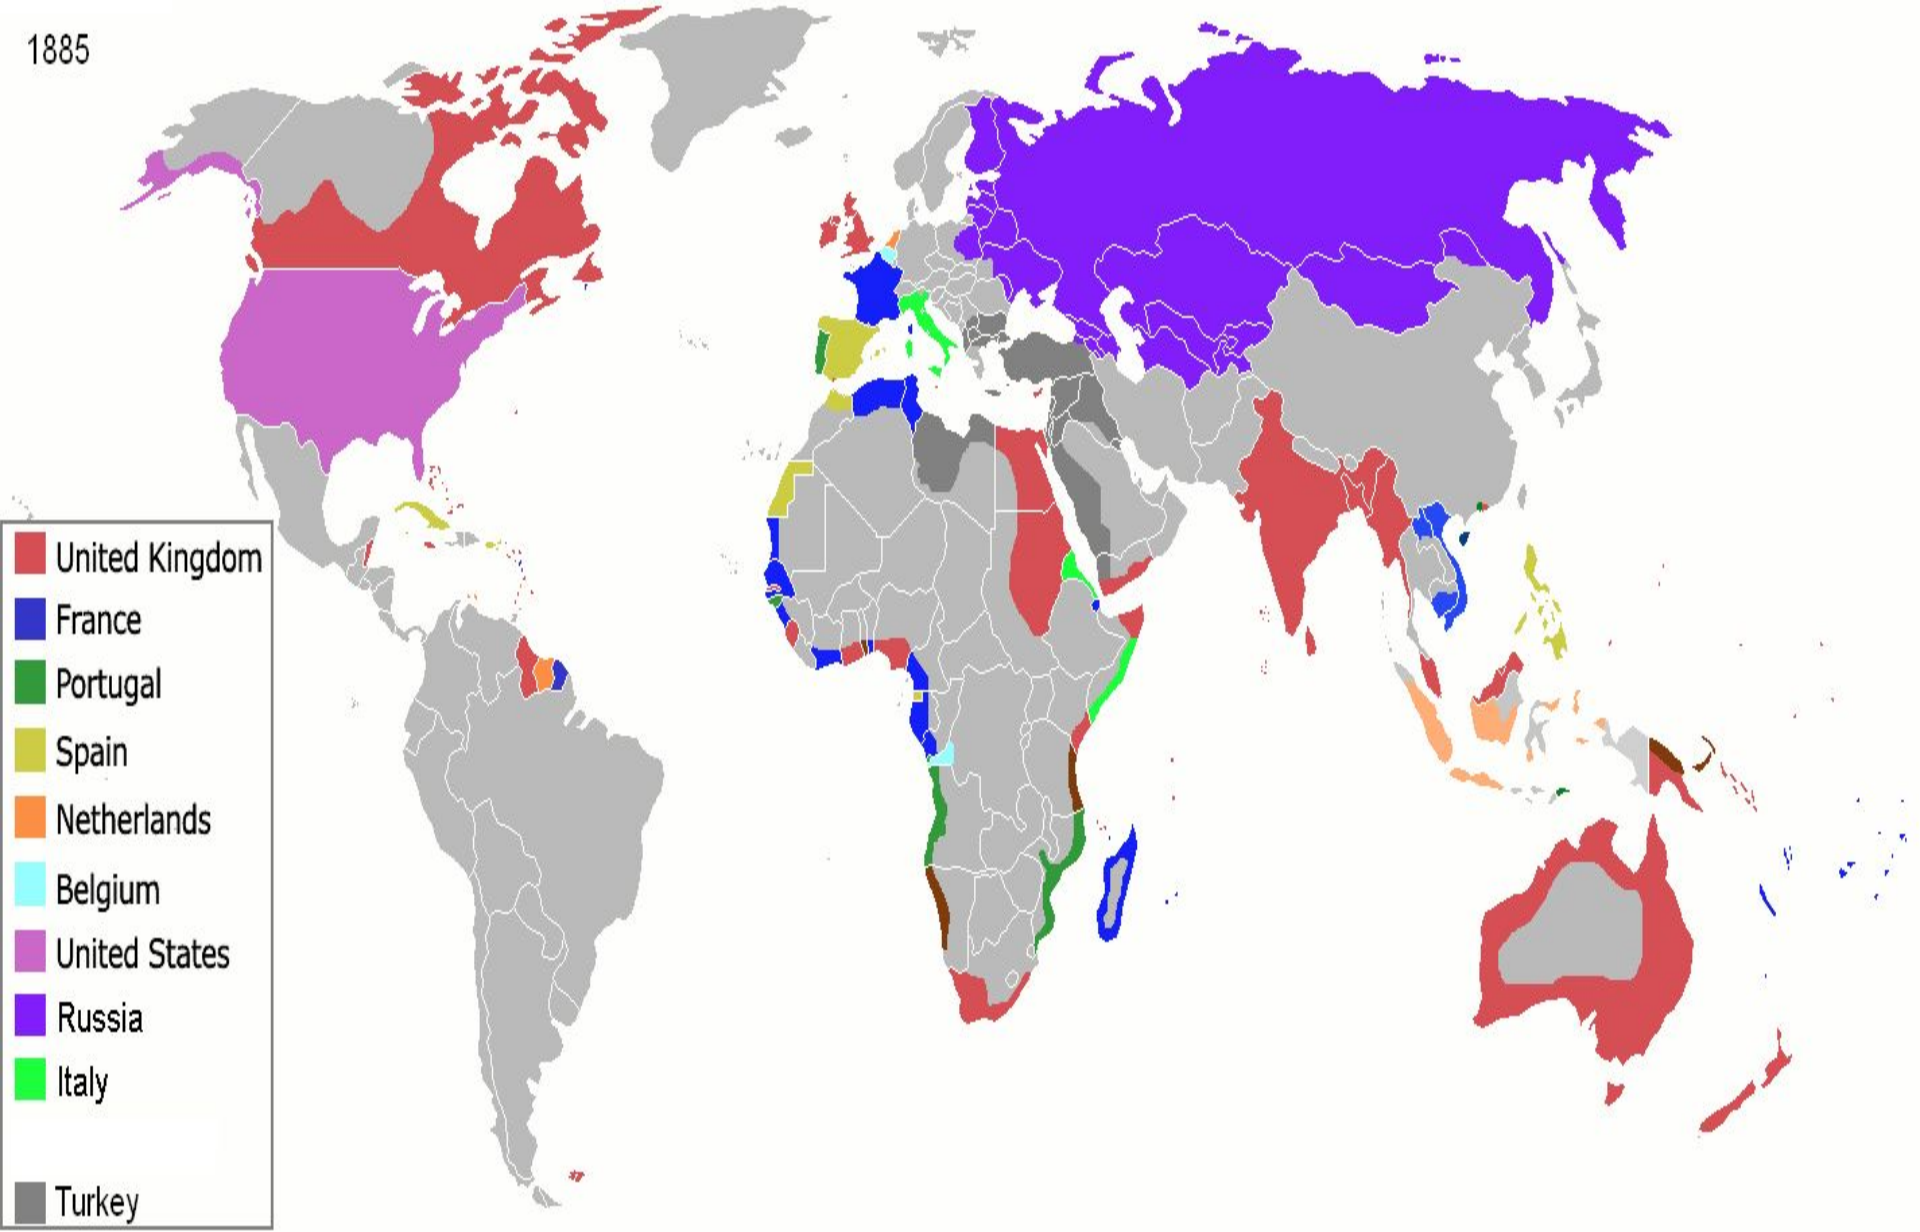 1885
United Kingdom
France
Portugal
Spain
Netherlands
Belgium
United States
Russia
Italy
Turkey